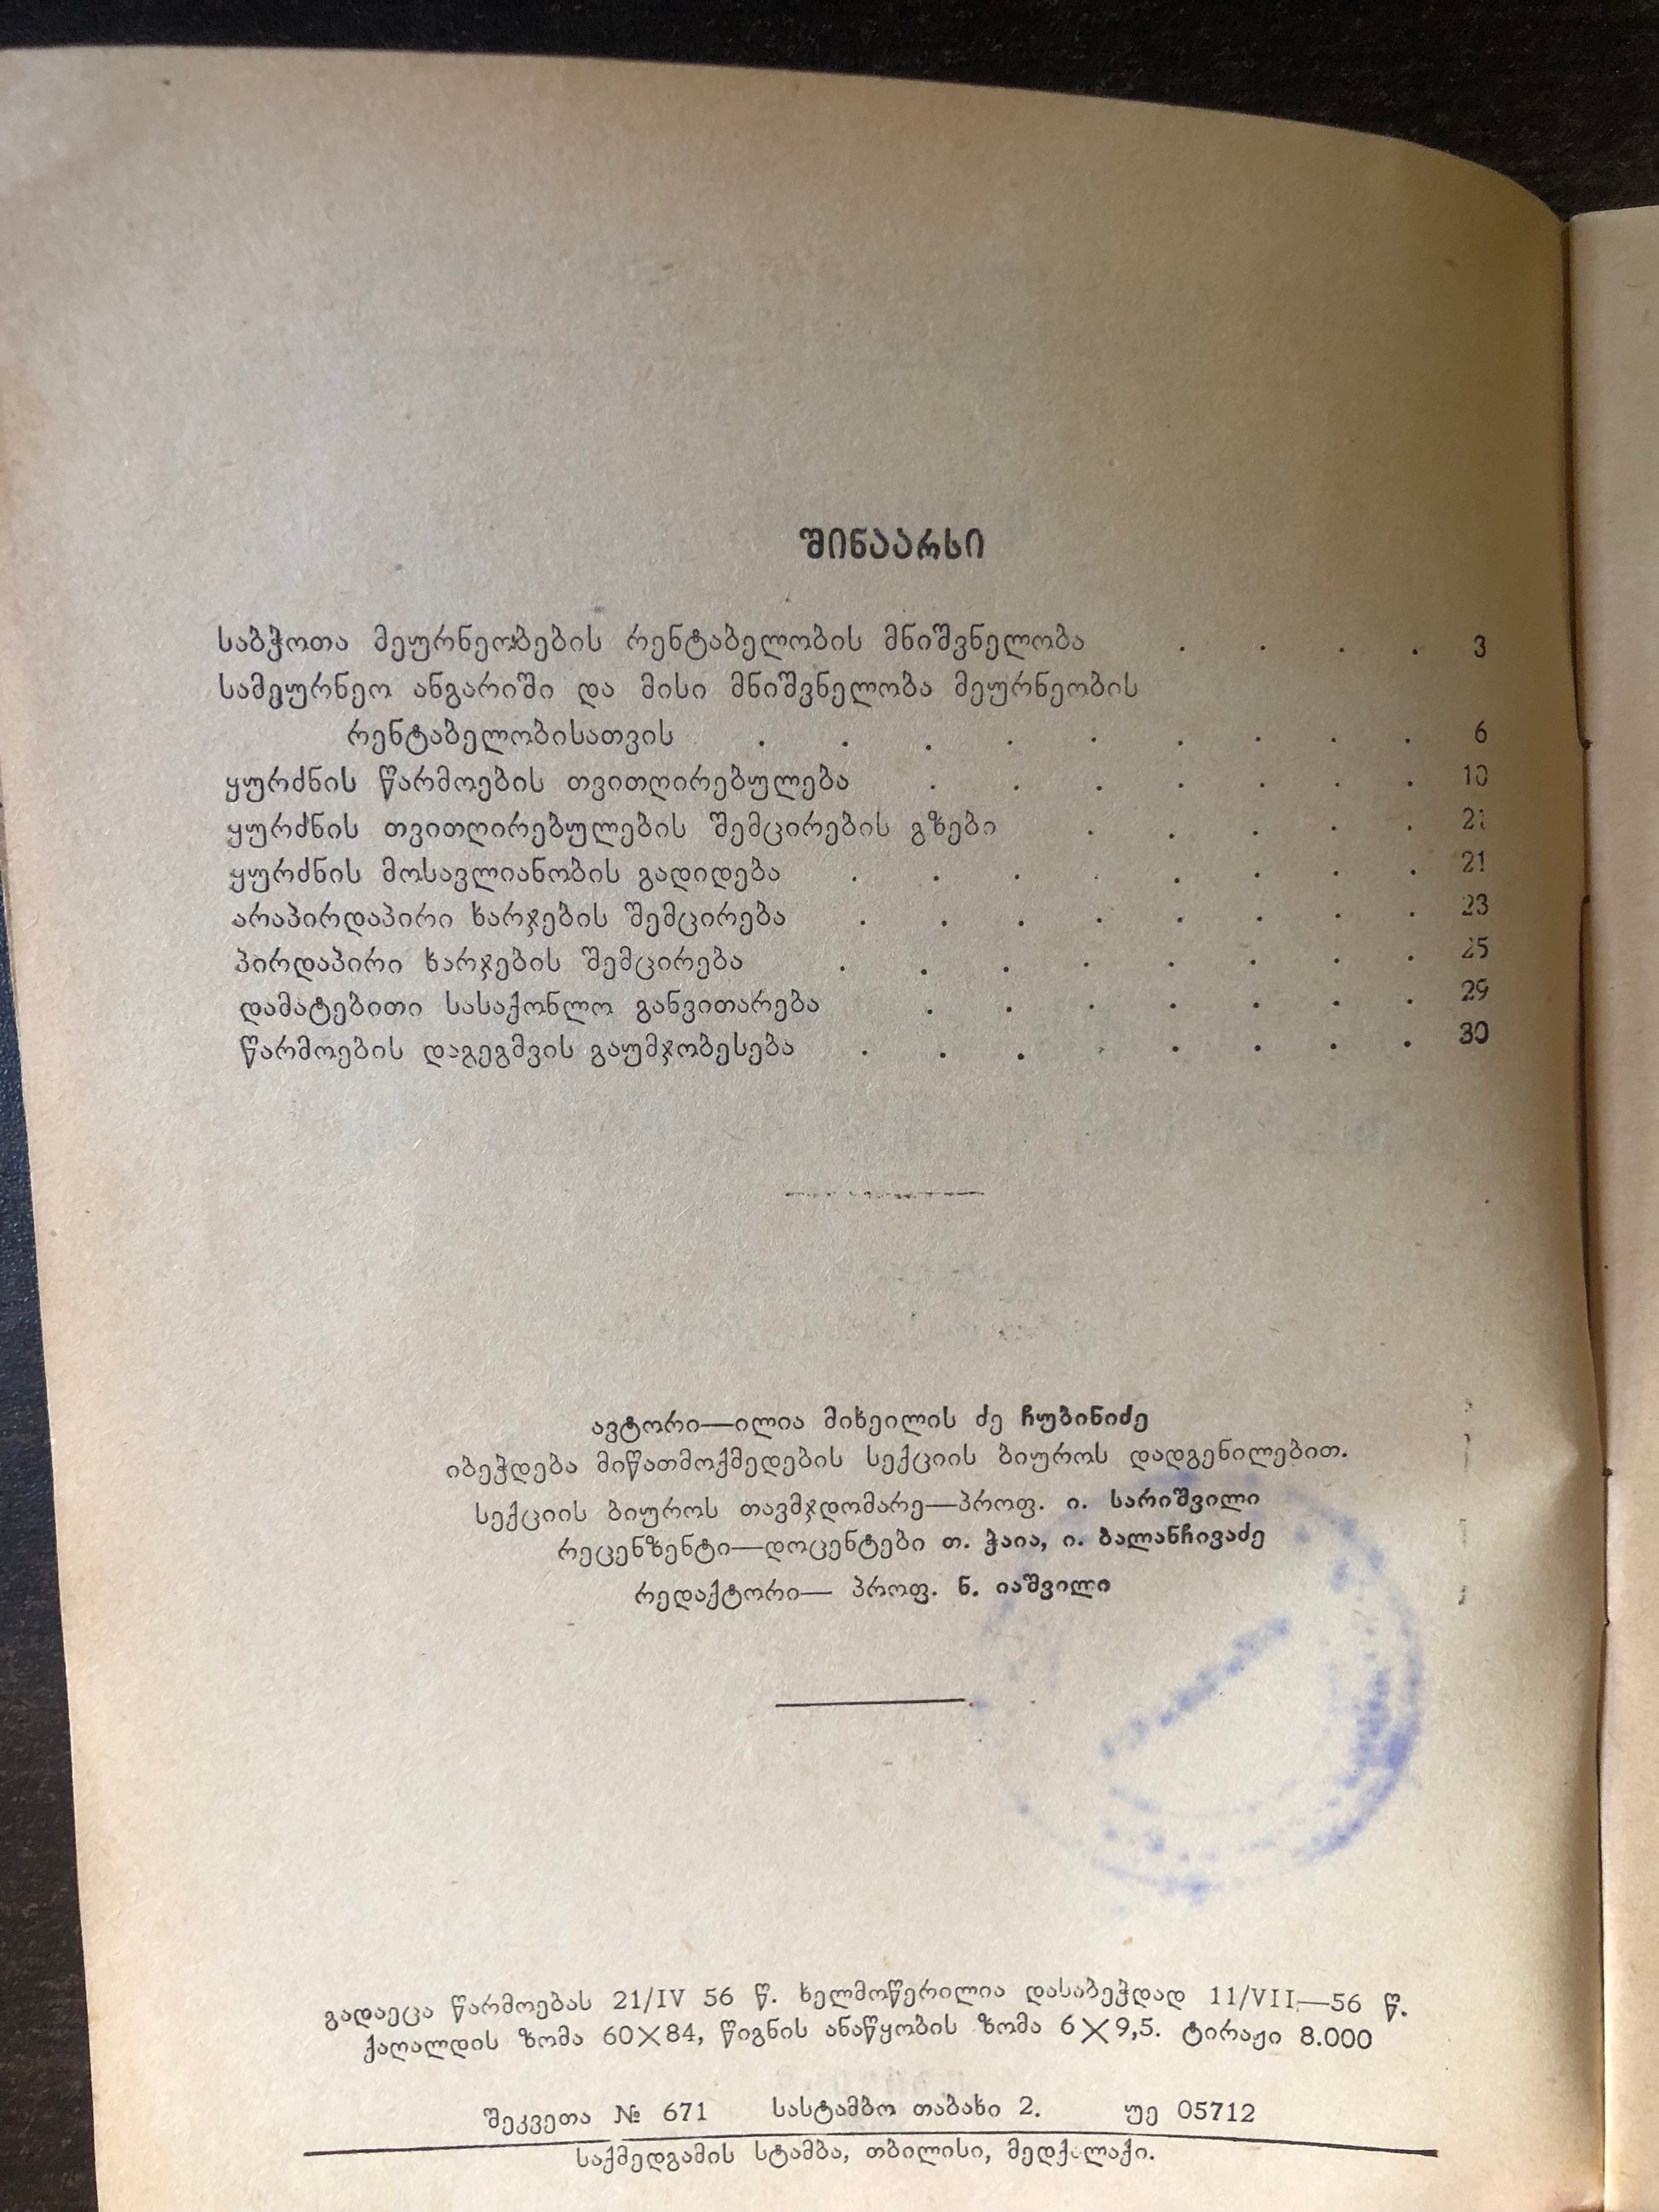 შინაარსი
საბჭოთა მეურნეობების რენტაბელობის მნიშვნელობა . . . . 3
სამეურნეო ანგარიში და მისი მნიშვნელობა მეურნეობის
რენტაბელობისათვის . . . . . . . . . 6
ყურძნის წარმოების თვითღირებულება . . . . . . . 10
ყურძნის თვითღირებულების შემცირების გზები . . . . . 21
ყურძნის მოსავლიანობის გადიდება . . . . . . . . 21
არაპირდაპირი ხარჯების შემცირება . . . . . . . . 23
პირდაპირი ხარჯების შემცირება . . . . . . . . 25
დამატებითი სასაქონლო განვითარება . . . . . . . 29
წარმოების დაგეგმვის გაუმჯობესება . . . . . . . . 30
ავტორი—ილია მიხეილის ძე ჩუბინიძე
იბეჭდება მიწათმოქმედების სექციის ბიუროს დადგენილებით.
სექციის ბიუროს თავმჯდომარე—პროფ. ი. სარიშვილი
რეცენზენტი—დოცენტები თ. ჭაია, ი. ბალანჩივაძე
რედაქტორი— პროფ. ნ. იაშვილი
გადაეცა წარმოებას 21/IV 56 წ. ხელმოწერილია დასაბეჭდად 11/VII.—56 წ.
ქაღალდის ზომა 60×84, წიგნის ანაწყობის ზომა 6×9,5. ტირაჟი 8.000
შეკვეთა № 671 სასტამბო თაბახი 2. უე 05712
საქმედგამის სტამბა, თბილისი, მედქალაქი.